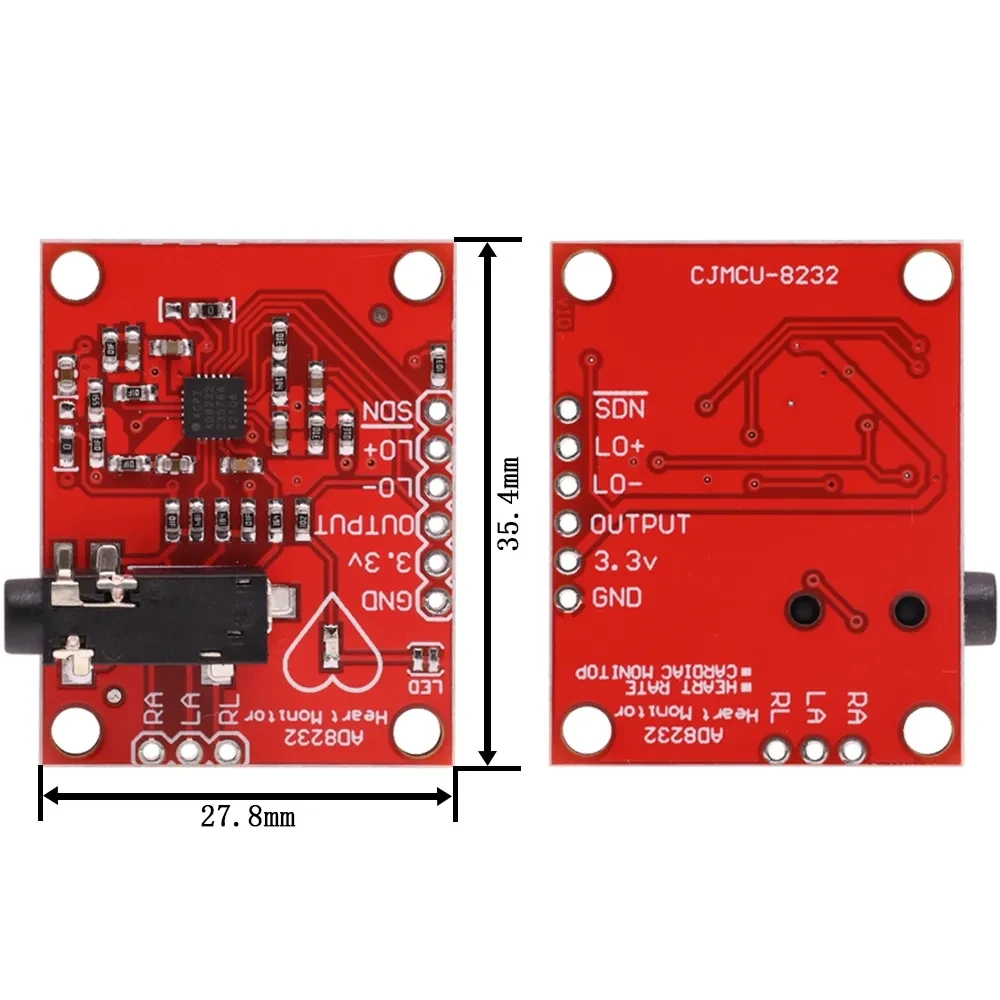 SDN
LO+
LO-
OUTPUT
3.3v
GND
LED
RA
LA
RL
Heart Monitor
AD8232
35.4mm
27.8mm
CJMCU-8232
SDN
LO+
LO-
OUTPUT
3.3v
GND
CARDIAC MONITOP
HEART RATE
RL
LA
RA
Heart Monitor
AD8232